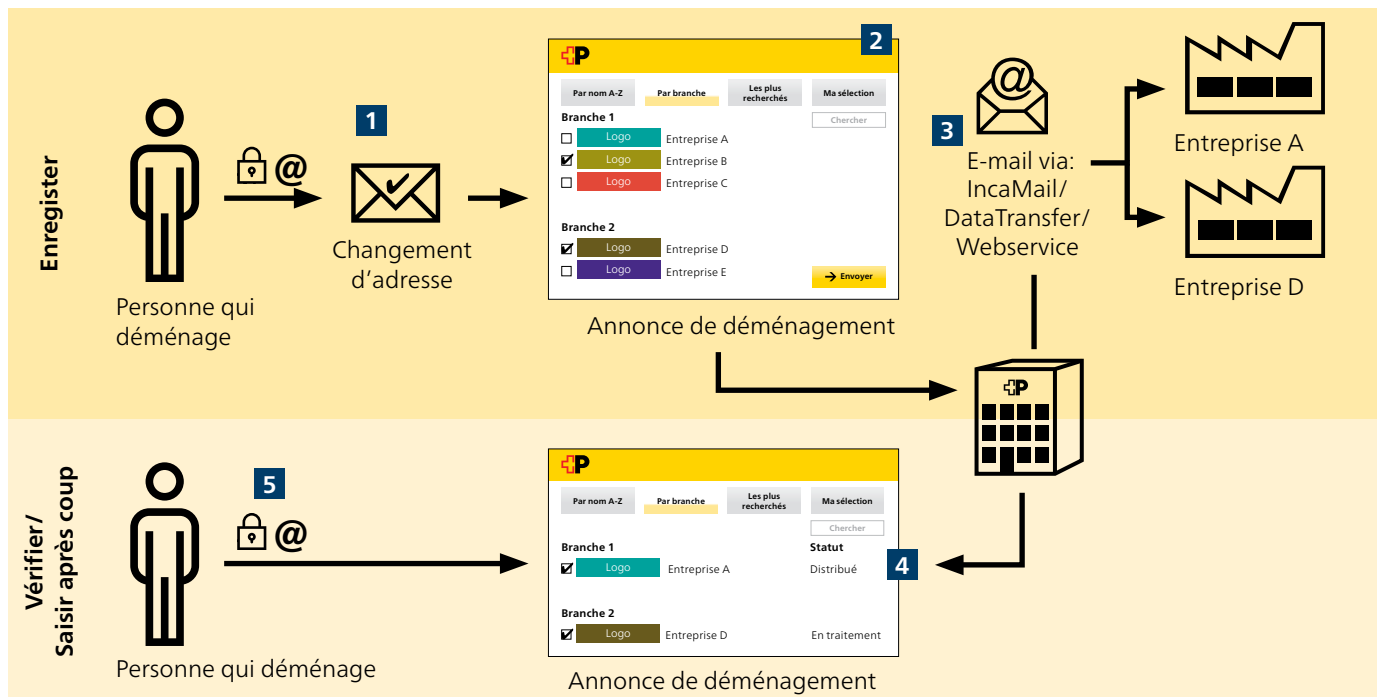 Enregister
Personne qui
déménage
@
1
Changement
d'adresse
2
P
Par nom A-Z
Par branche
Les plus
recherchés
Ma sélection
Chercher
Branche 1
Logo Entreprise A
Logo Entreprise B
Logo Entreprise C
Branche 2
Logo Entreprise D
Logo Entreprise E
→ Envoyer
Annonce de déménagement
@
3
E-mail via:
IncaMail/
DataTransfer/
Webservice
Entreprise A
Entreprise D
P
Vérifier/
Saisir après coup
Personne qui déménage
5
@
P
Par nom A-Z
Par branche
Les plus
recherchés
Ma sélection
Chercher
Branche 1 Statut
Logo Entreprise A Distribué
4
Branche 2
Logo Entreprise D En traitement
Annonce de déménagement